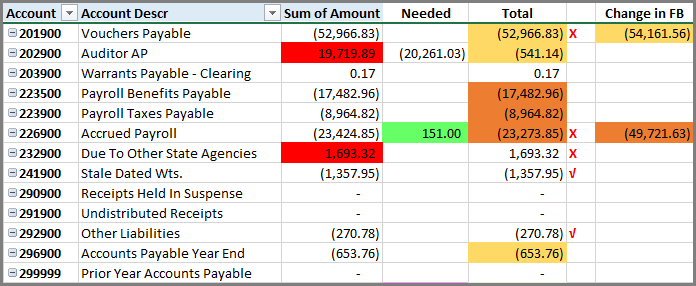 Account Account Descr Sum of Amount Needed Total Change in FB
201900 Vouchers Payable (52,966.83) (52,966.83) X (54,161.56)
202900 Auditor AP 19,719.89 (20,261.03) (541.14)
203900 Warrants Payable - Clearing 0.17 0.17
223500 Payroll Benefits Payable (17,482.96) (17,482.96)
223900 Payroll Taxes Payable (8,964.82) (8,964.82)
226900 Accrued Payroll (23,424.85) 151.00 (23,273.85) X (49,721.63)
232900 Due To Other State Agencies 1,693.32 1,693.32 X
241900 Stale Dated Wts. (1,357.95) (1,357.95) √
290900 Receipts Held In Suspense - -
291900 Undistributed Receipts - -
292900 Other Liabilities (270.78) (270.78) √
296900 Accounts Payable Year End (653.76) (653.76)
299999 Prior Year Accounts Payable - -